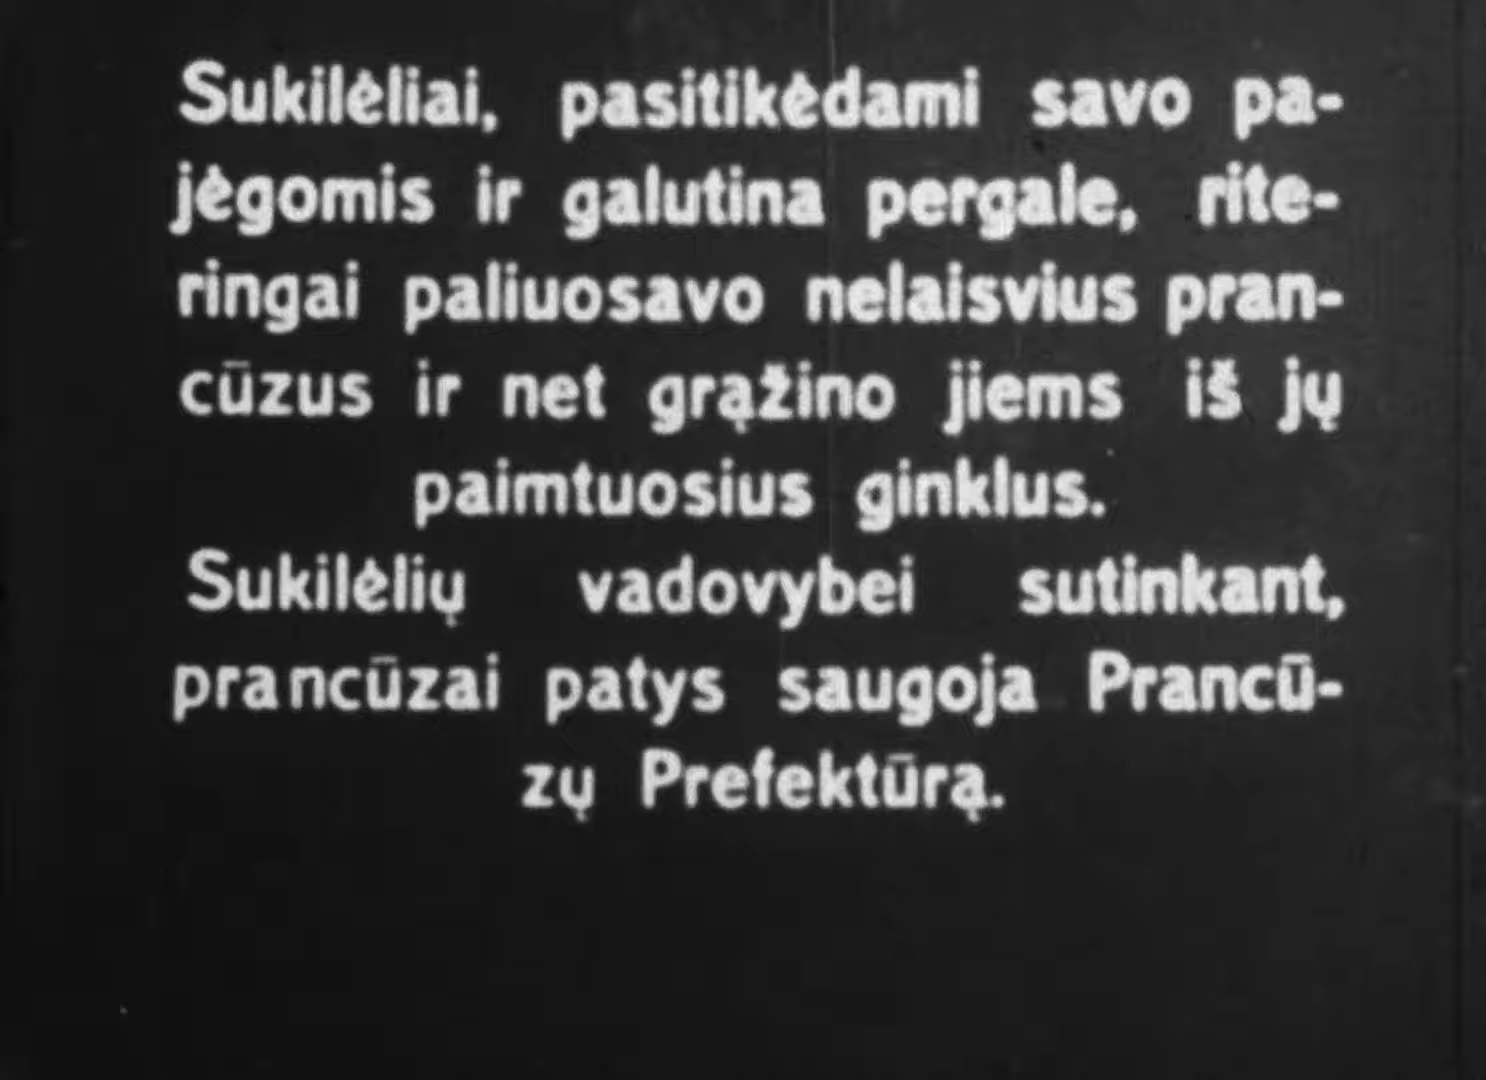 Sukilėliai, pasitikėdami savo pa-
jėgomis ir galutina pergale, rite-
ringai paliuosavo nelaisvius pran-
cūzus ir net grąžino jiems iš jų
paimtuosius ginklus.
Sukilėlių vadovybei sutinkant,
prancūzai patys saugoja Prancū-
zų Prefektūrą.